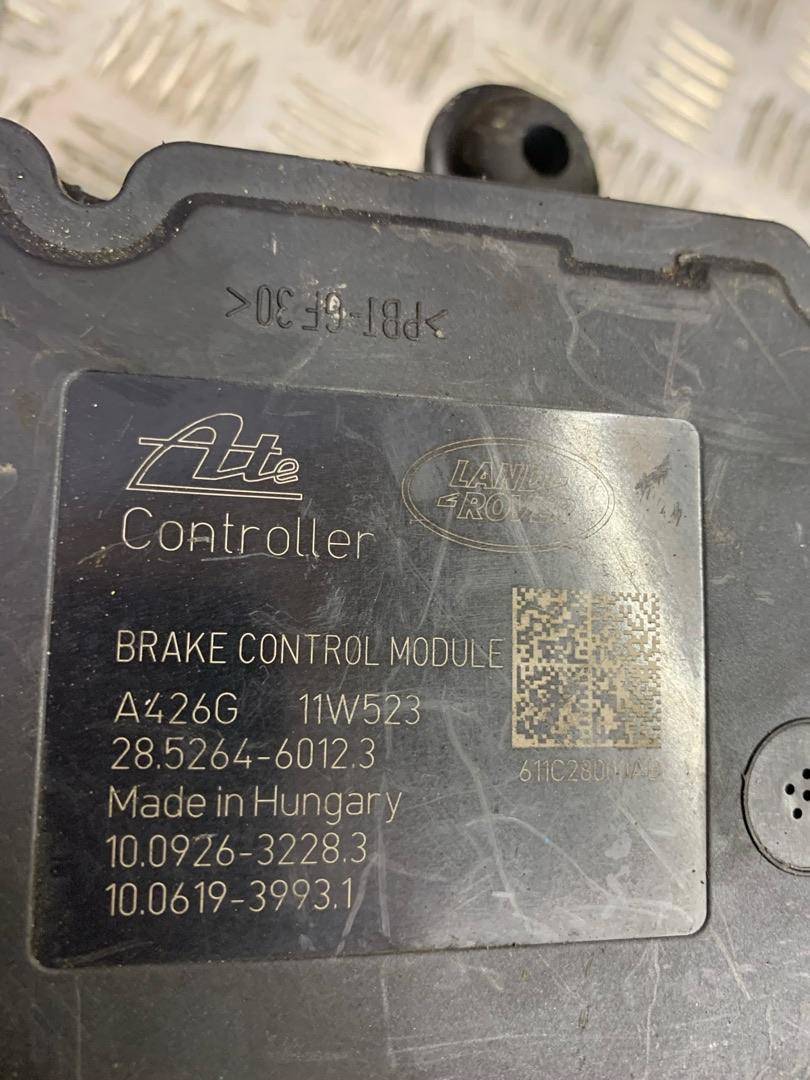 >PBT-GF30<
Ate
LAND
ROVER
Controller
BRAKE CONTROL MODULE
A426G 11W523
28.5264-6012.3
Made in Hungary
10.0926-3228.3
10.0619-3993.1